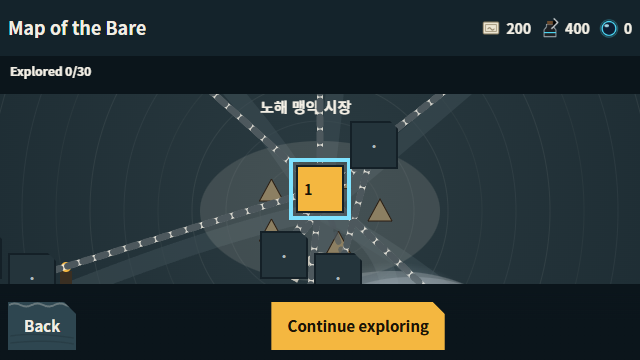 Map of the Bare
200
400
0
Explored 0/30
노해 맹익 시장
1
Back
Continue exploring